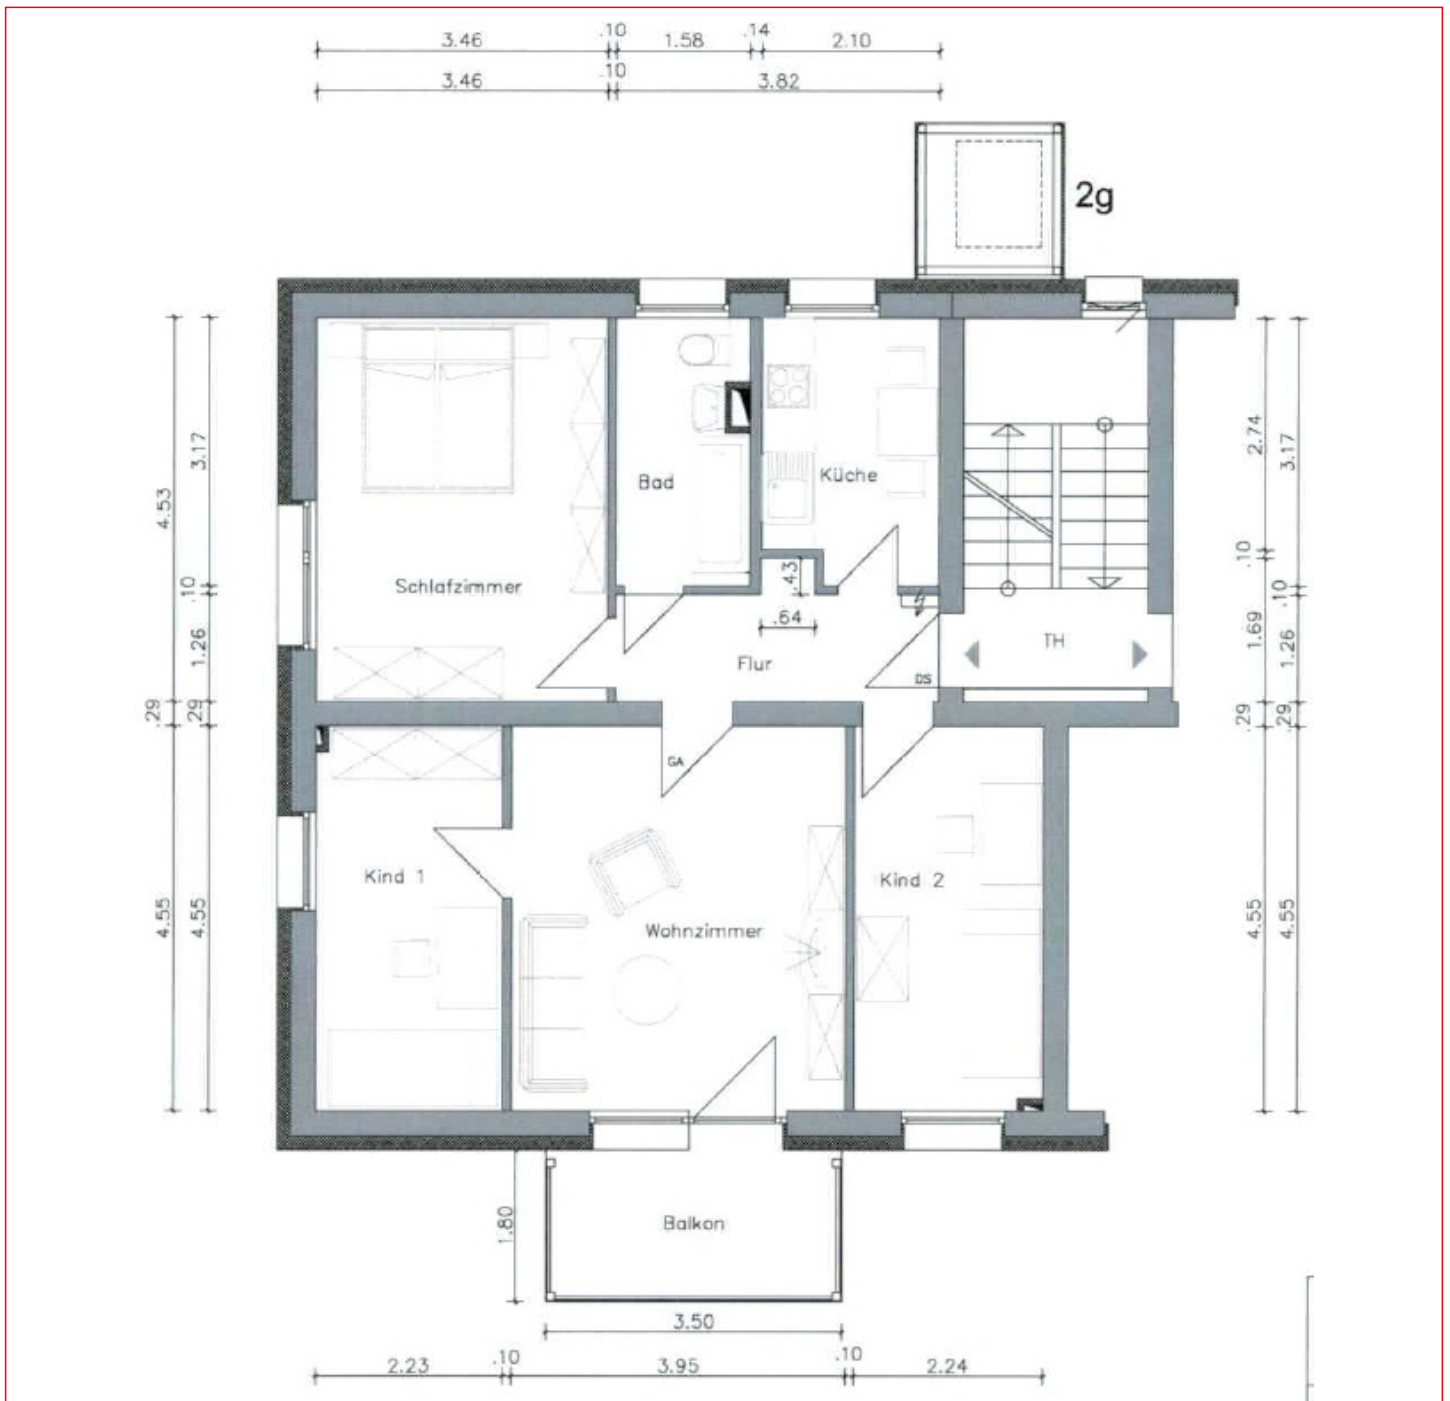 3.46 .10 1.58 .14 2.10
3.46 .10 3.82
2g
4.53 .29 4.55
3.17 .10 1.26 .29 4.55
2.74 .10 1.69 .29 4.55
3.17 .10 1.26 .29 4.55
Bad
Küche
Schlafzimmer
.43
.64
Flur
TH
DS
GA
Kind 1
Kind 2
Wohnzimmer
Balkon
1.80
3.50
2.23 .10 3.95 .10 2.24